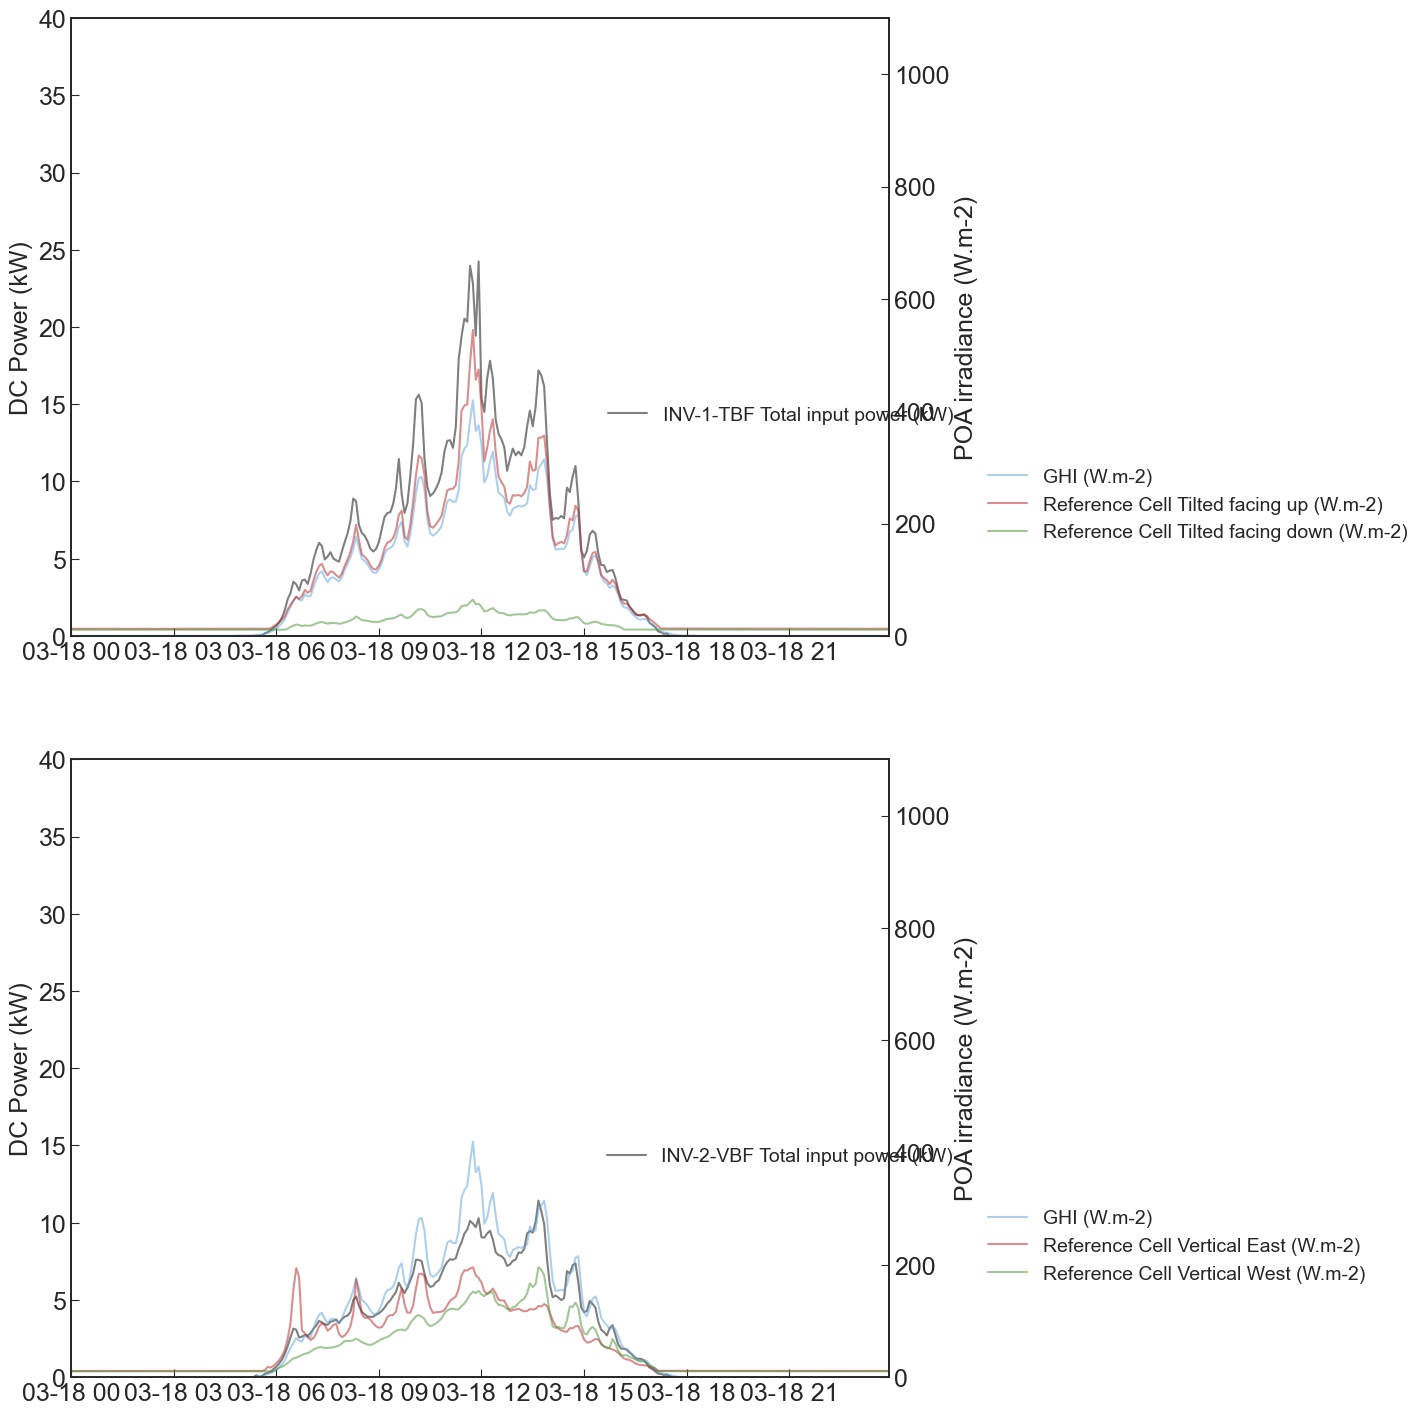 40
35
30
25
20
15
10
5
0
DC Power (kW)
1000
800
600
400
200
0
POA irradiance (W.m-2)
INV-1-TBF Total input power (kW)
GHI (W.m-2)
Reference Cell Tilted facing up (W.m-2)
Reference Cell Tilted facing down (W.m-2)
03-18 00 03-18 03 03-18 06 03-18 09 03-18 12 03-18 15 03-18 18 03-18 21
40
35
30
25
20
15
10
5
0
DC Power (kW)
1000
800
600
400
200
0
POA irradiance (W.m-2)
INV-2-VBF Total input power (kW)
GHI (W.m-2)
Reference Cell Vertical East (W.m-2)
Reference Cell Vertical West (W.m-2)
03-18 00 03-18 03 03-18 06 03-18 09 03-18 12 03-18 15 03-18 18 03-18 21